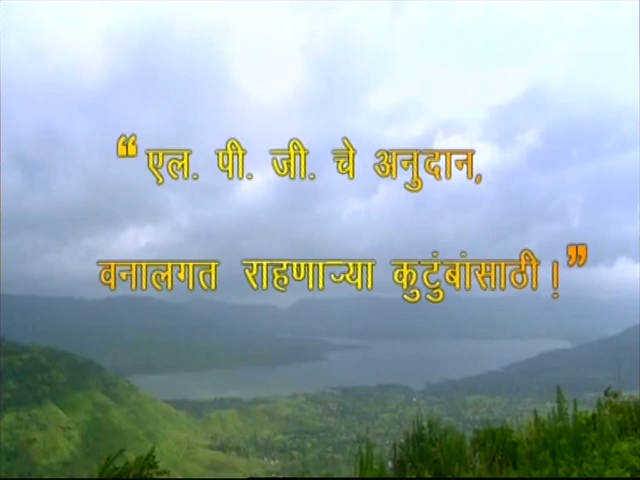 “एल. पी. जी. चे अनुदान,
वनालगत राहणाऱ्या कुटुंबांसाठी !”